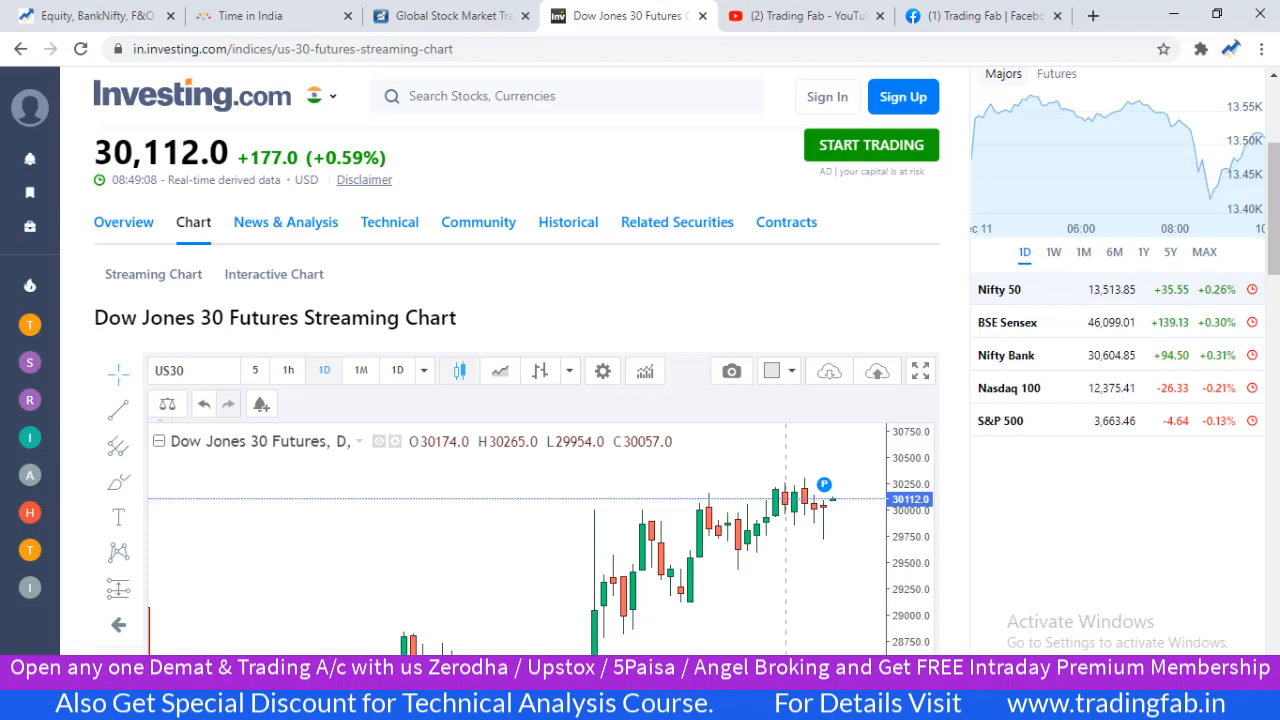 Equity, BankNifty, F&O
Time in India
Global Stock Market Tra
Dow Jones 30 Futures C
(2) Trading Fab - YouTu
(1) Trading Fab | Facebo
in.investing.com/indices/us-30-futures-streaming-chart
Investing.com
Search Stocks, Currencies
Sign In
Sign Up
30,112.0 +177.0 (+0.59%)
START TRADING
AD | your capital is at risk
08:49:08 - Real-time derived data • USD Disclaimer
Overview Chart News & Analysis Technical Community Historical Related Securities Contracts
Streaming Chart Interactive Chart
Dow Jones 30 Futures Streaming Chart
US30 5 1h 1D 1M 1D
Dow Jones 30 Futures, D, O30174.0 H30265.0 L29954.0 C30057.0
P
30750.0
30500.0
30250.0
30112.0
30000.0
29750.0
29500.0
29250.0
29000.0
28750.0
T
S
R
I
A
H
T
I
Majors Futures
13.55K
13.50K
13.45K
13.40K
06:00 08:00
1D 1W 1M 6M 1Y 5Y MAX
Nifty 50 13,513.85 +35.55 +0.26%
BSE Sensex 46,099.01 +139.13 +0.30%
Nifty Bank 30,604.85 +94.50 +0.31%
Nasdaq 100 12,375.41 -26.33 -0.21%
S&P 500 3,663.46 -4.64 -0.13%
Activate Windows
Go to Settings to activate Windows.
Open any one Demat & Trading A/c with us Zerodha / Upstox / 5Paisa / Angel Broking and Get FREE Intraday Premium Membership
Also Get Special Discount for Technical Analysis Course. For Details Visit www.tradingfab.in